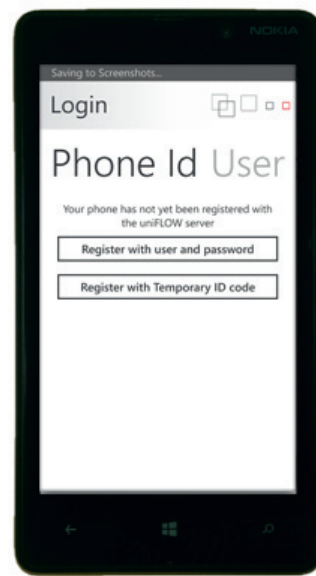 NOKIA
Saving to Screenshots...
Login
Phone Id User
Your phone has not yet been registered with
the uniFLOW server
Register with user and password
Register with Temporary ID code